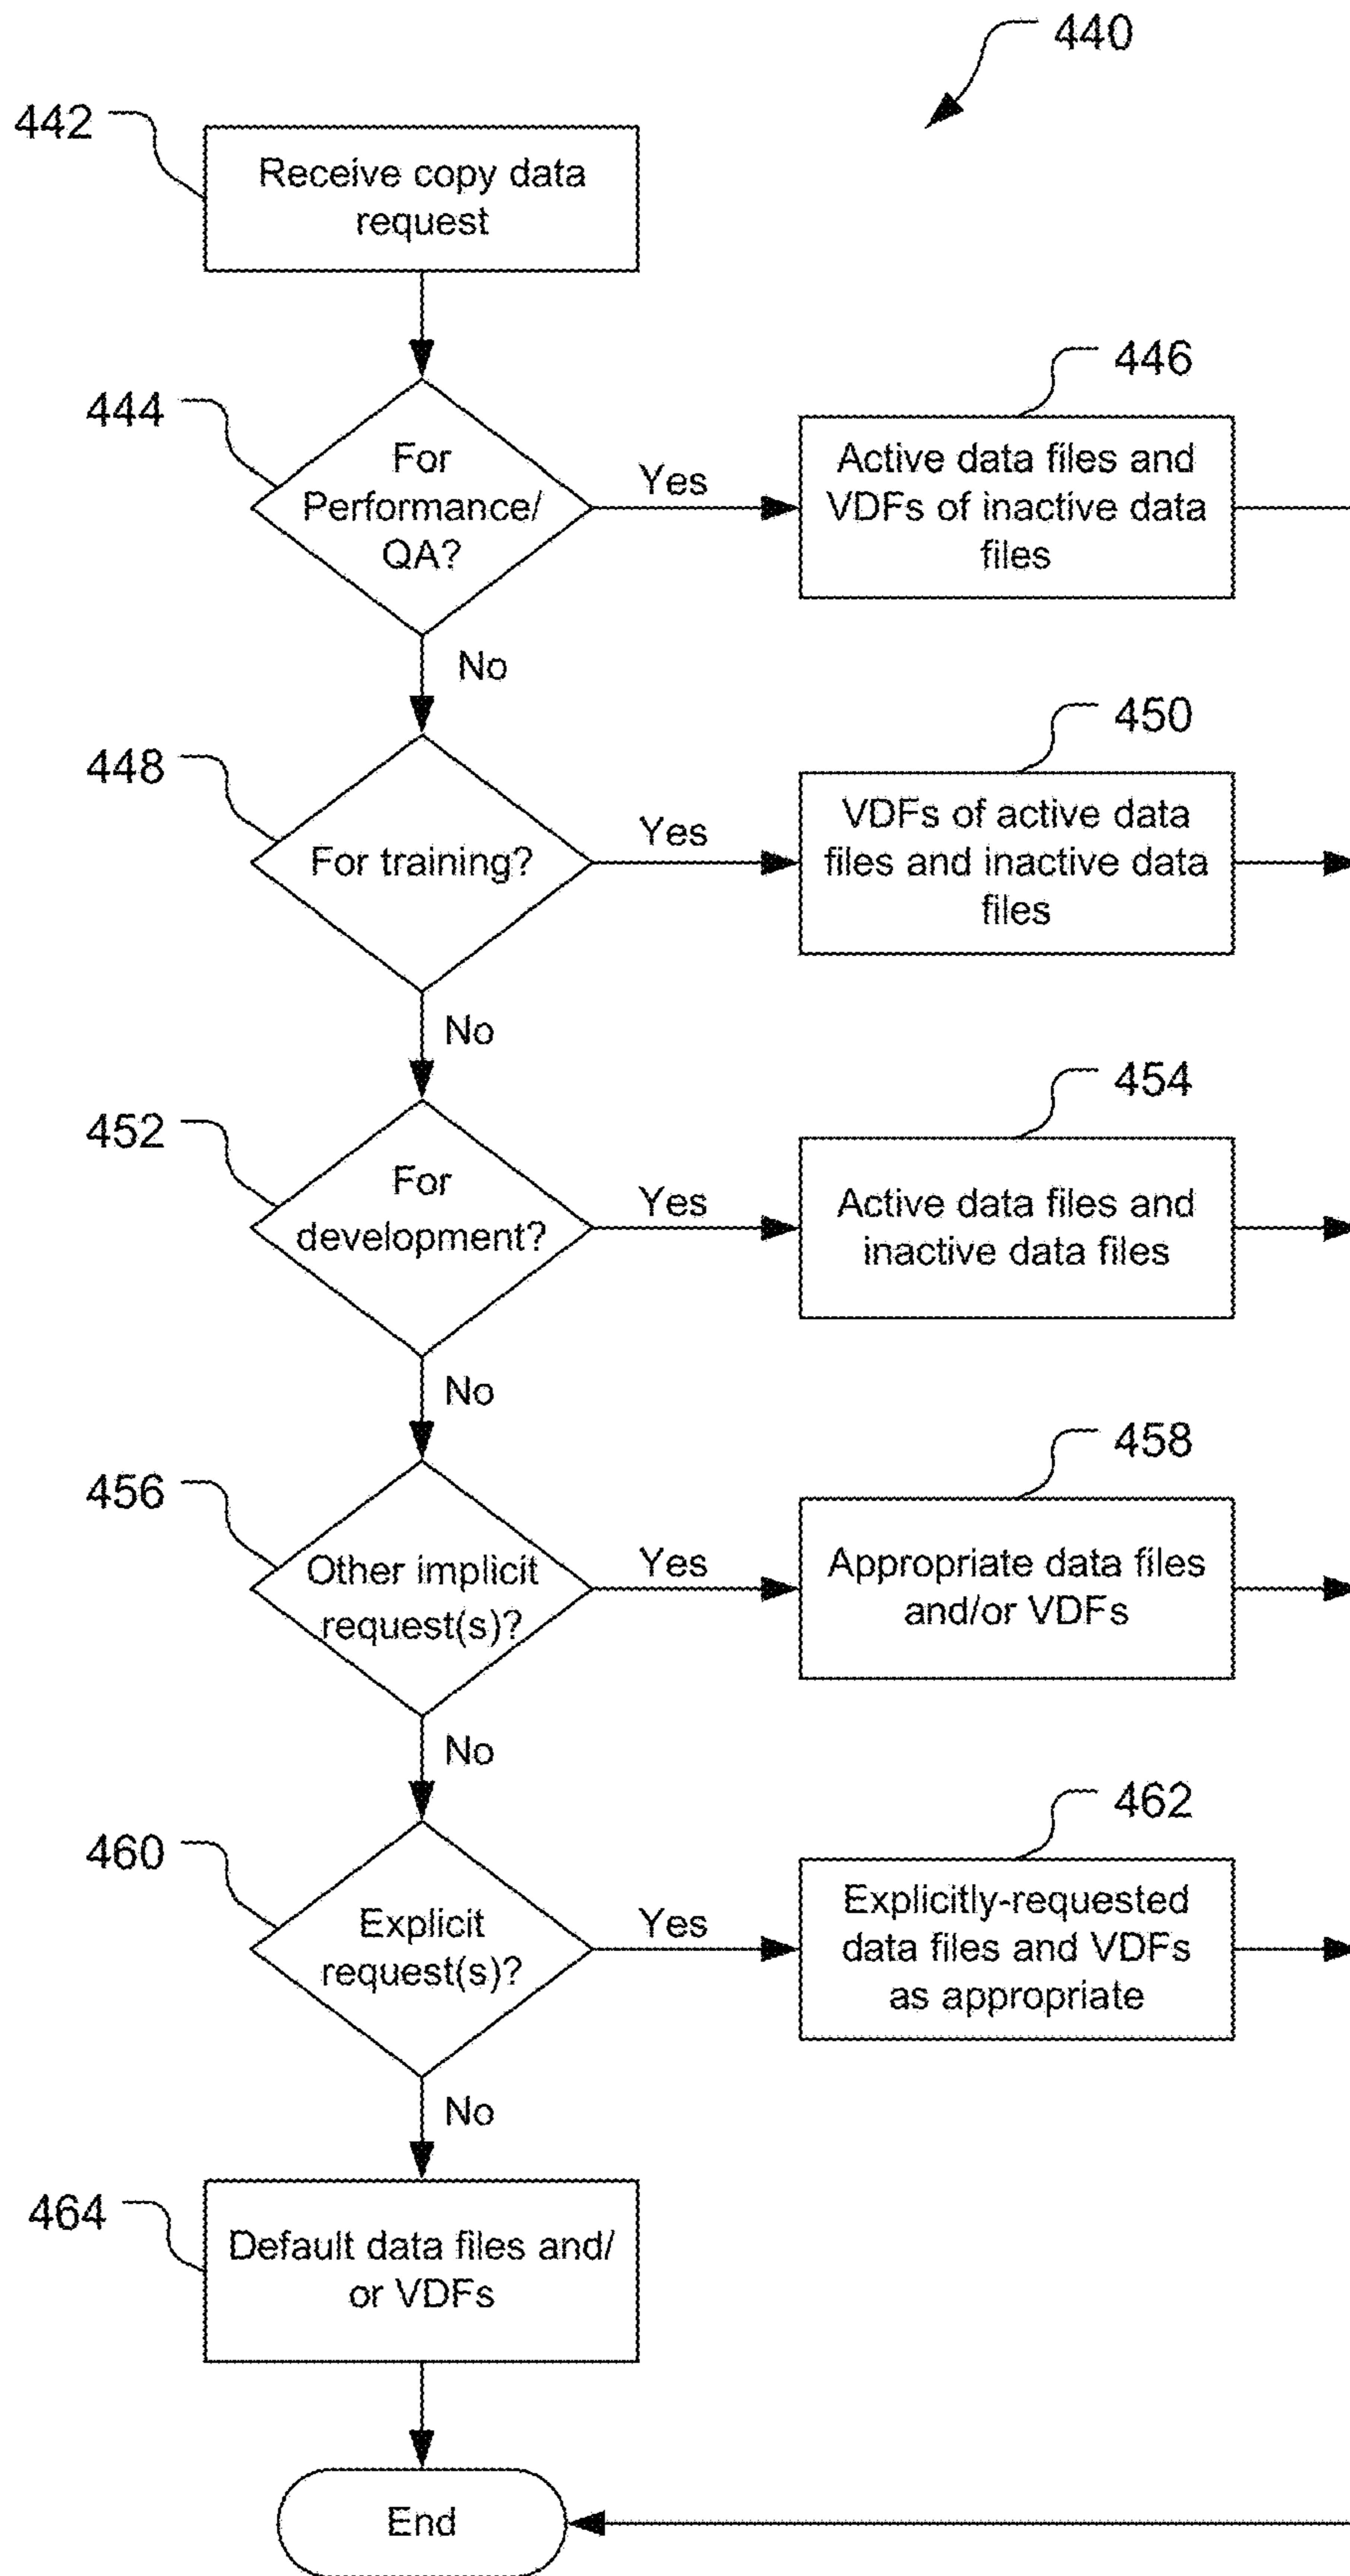 440
442
Receive copy data
request
444
For
Performance/
QA?
Yes
446
Active data files and
VDFs of inactive data
files
No
448
For training?
Yes
450
VDFs of active data
files and inactive data
files
No
452
For
development?
Yes
454
Active data files and
inactive data files
No
456
Other implicit
request(s)?
Yes
458
Appropriate data files
and/or VDFs
No
460
Explicit
request(s)?
Yes
462
Explicitly-requested
data files and VDFs
as appropriate
No
464
Default data files and/
or VDFs
End